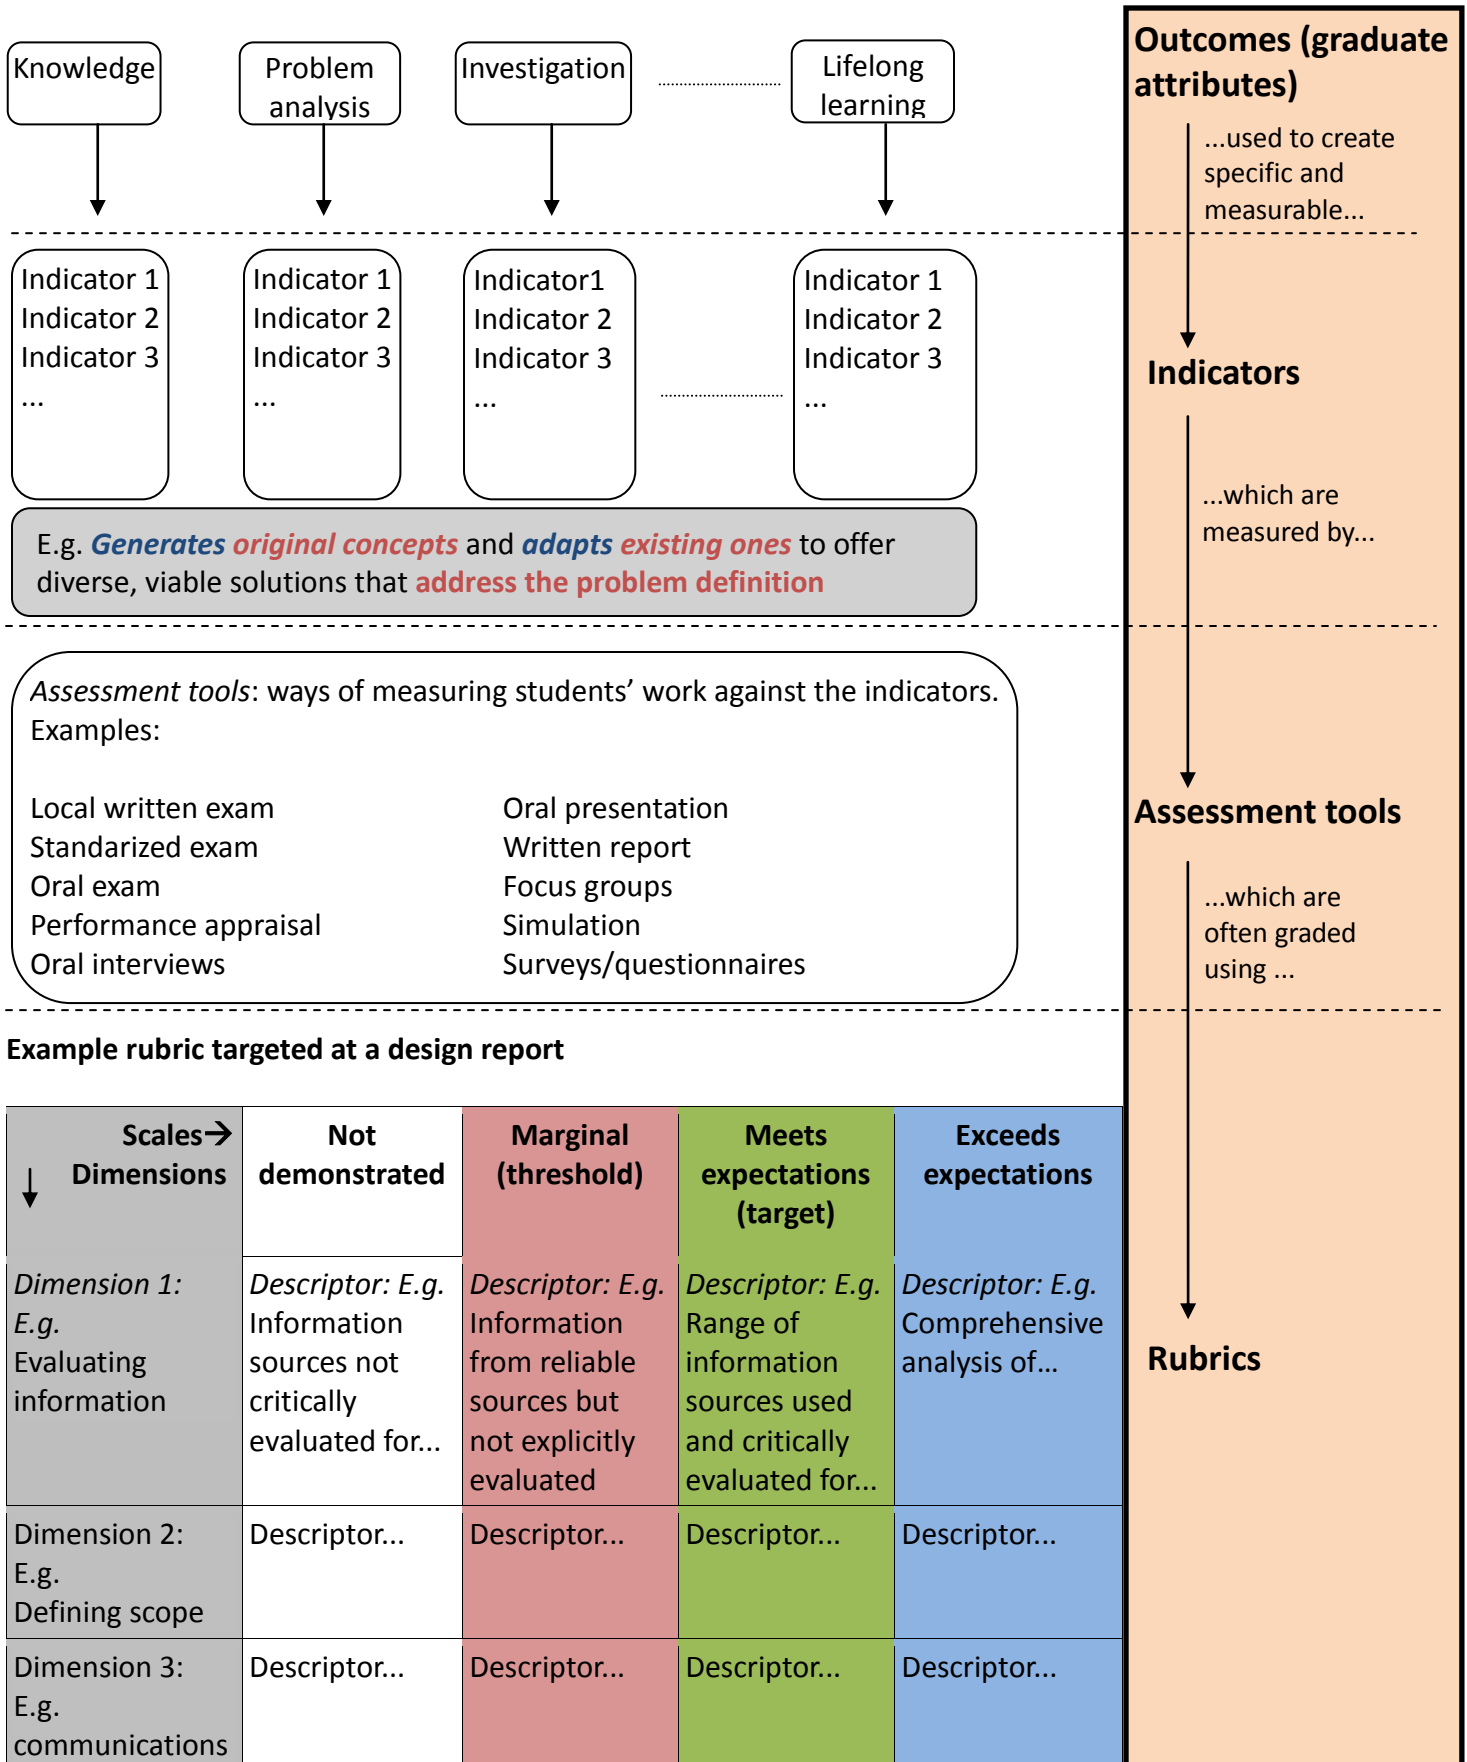 Knowledge
Problem
analysis
Investigation
Lifelong
learning
Outcomes (graduate
attributes)
...used to create
specific and
measurable...
Indicator 1
Indicator 2
Indicator 3
...
Indicator 1
Indicator 2
Indicator 3
...
Indicator1
Indicator 2
Indicator 3
...
Indicator 1
Indicator 2
Indicator 3
...
Indicators
...which are
measured by...
E.g. Generates original concepts and adapts existing ones to offer
diverse, viable solutions that address the problem definition
Assessment tools: ways of measuring students’ work against the indicators.
Examples:
Local written exam
Standarized exam
Oral exam
Performance appraisal
Oral interviews
Oral presentation
Written report
Focus groups
Simulation
Surveys/questionnaires
Assessment tools
...which are
often graded
using ...
Example rubric targeted at a design report
Scales→
Dimensions
Not
demonstrated
Marginal
(threshold)
Meets
expectations
(target)
Exceeds
expectations
Dimension 1:
E.g.
Evaluating
information
Descriptor: E.g.
Information
sources not
critically
evaluated for...
Descriptor: E.g.
Information
from reliable
sources but
not explicitly
evaluated
Descriptor: E.g.
Range of
information
sources used
and critically
evaluated for...
Descriptor: E.g.
Comprehensive
analysis of…
Rubrics
Dimension 2:
E.g.
Defining scope
Descriptor...
Descriptor...
Descriptor...
Descriptor...
Dimension 3:
E.g.
communications
Descriptor...
Descriptor...
Descriptor...
Descriptor...